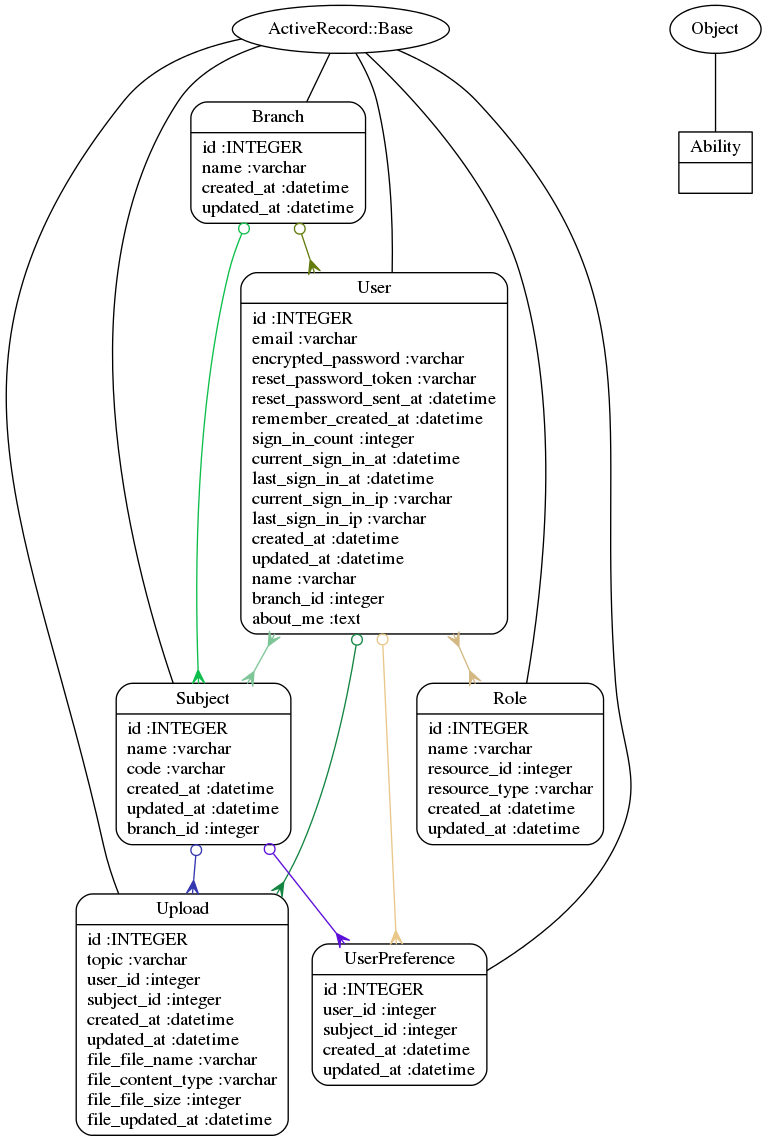 ActiveRecord::Base
Object
Branch
id :INTEGER
name :varchar
created_at :datetime
updated_at :datetime
Ability
User
id :INTEGER
email :varchar
encrypted_password :varchar
reset_password_token :varchar
reset_password_sent_at :datetime
remember_created_at :datetime
sign_in_count :integer
current_sign_in_at :datetime
last_sign_in_at :datetime
current_sign_in_ip :varchar
last_sign_in_ip :varchar
created_at :datetime
updated_at :datetime
name :varchar
branch_id :integer
about_me :text
Subject
id :INTEGER
name :varchar
code :varchar
created_at :datetime
updated_at :datetime
branch_id :integer
Role
id :INTEGER
name :varchar
resource_id :integer
resource_type :varchar
created_at :datetime
updated_at :datetime
Upload
id :INTEGER
topic :varchar
user_id :integer
subject_id :integer
created_at :datetime
updated_at :datetime
file_file_name :varchar
file_content_type :varchar
file_file_size :integer
file_updated_at :datetime
UserPreference
id :INTEGER
user_id :integer
subject_id :integer
created_at :datetime
updated_at :datetime